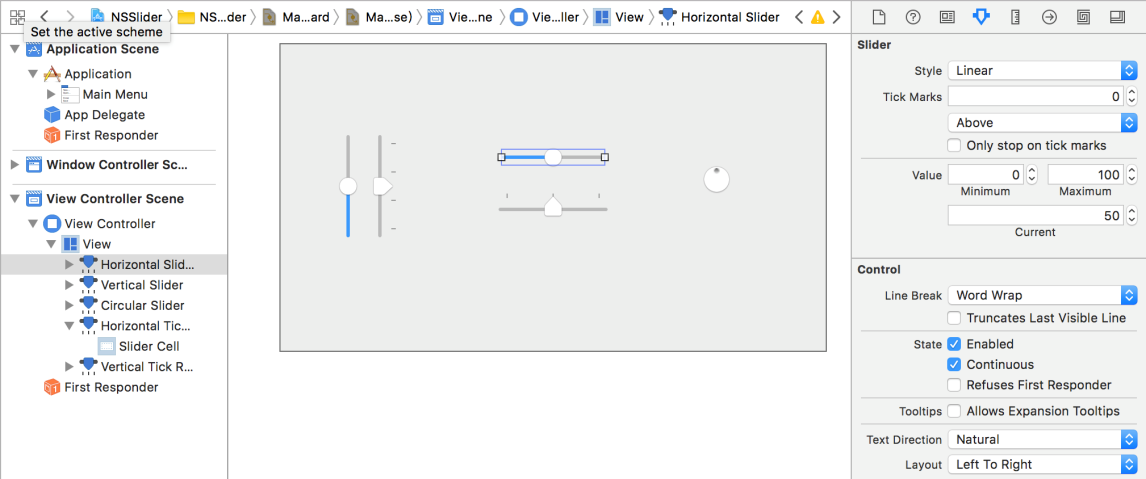 NSSlider NS...der Ma...ard Ma...se) Vie...ne Vie...ller View Horizontal Slider
Set the active scheme
Application Scene
Application
Main Menu
App Delegate
First Responder
Window Controller Sc...
View Controller Scene
View Controller
View
Horizontal Slid...
Vertical Slider
Circular Slider
Horizontal Tic...
Slider Cell
Vertical Tick R...
First Responder
Slider
Style Linear
Tick Marks 0
Above
Only stop on tick marks
Value 0 100
Minimum Maximum
50
Current
Control
Line Break Word Wrap
Truncates Last Visible Line
State Enabled
Continuous
Refuses First Responder
Tooltips Allows Expansion Tooltips
Text Direction Natural
Layout Left To Right